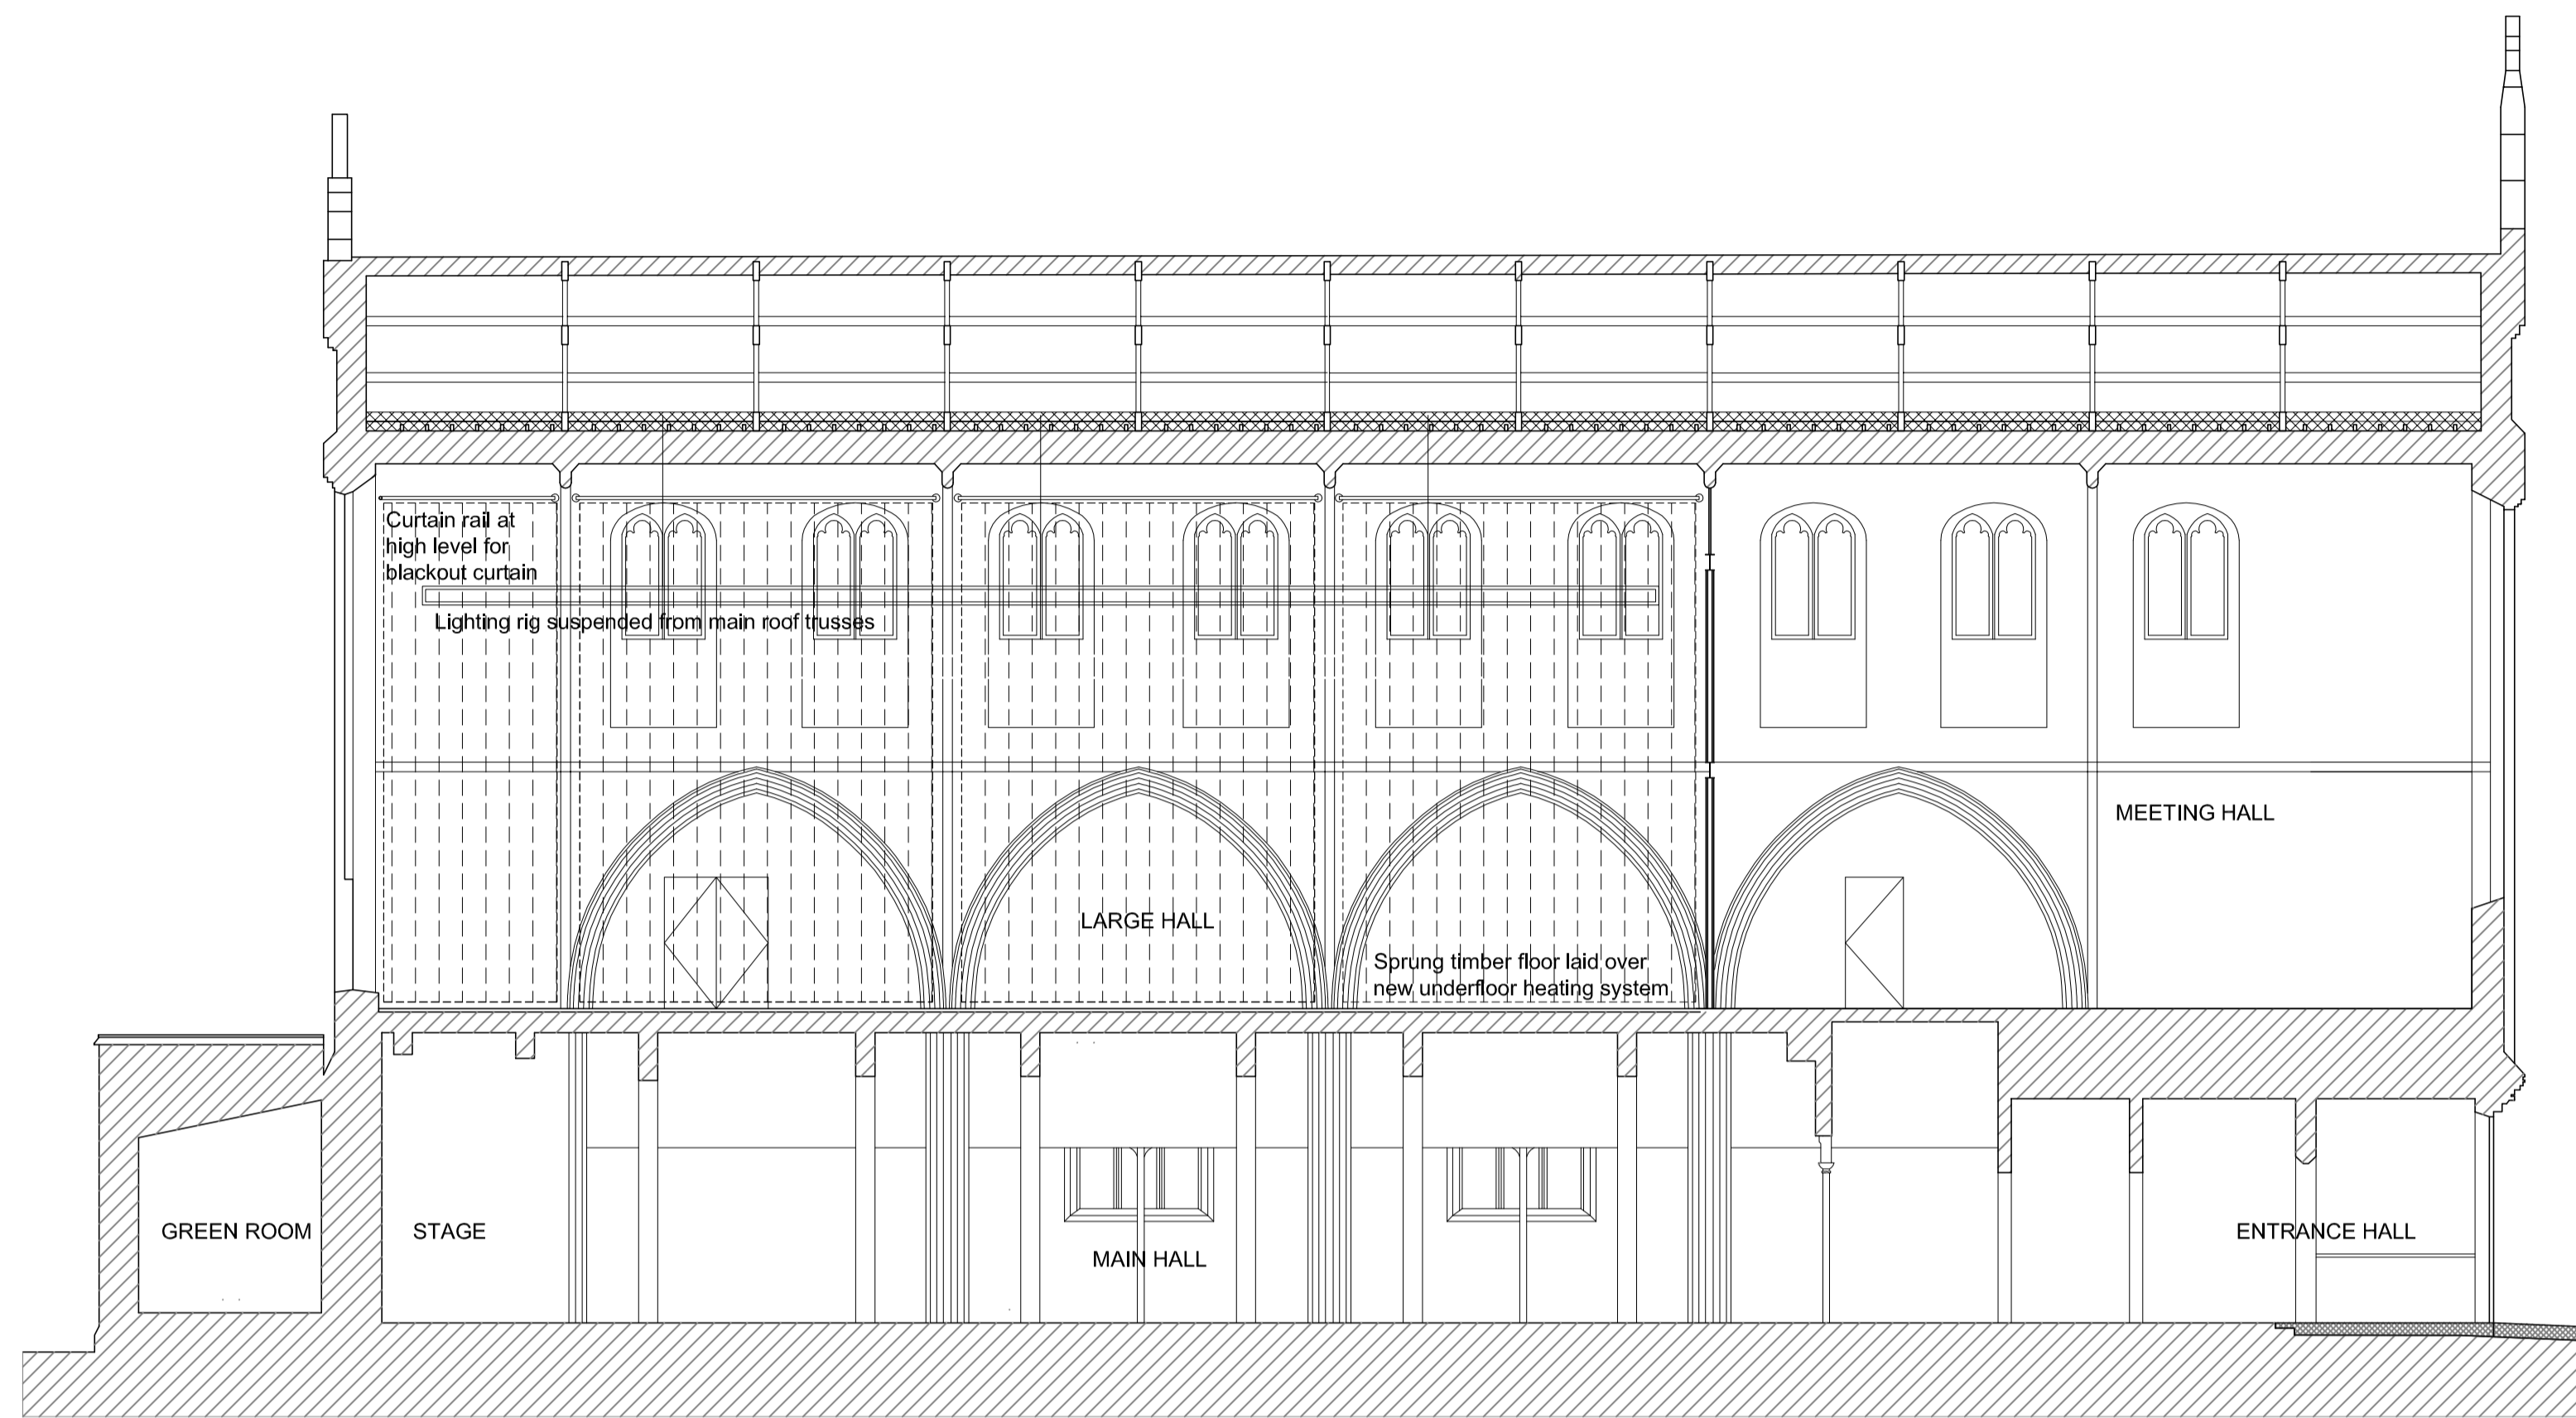 Curtain rail at
high level for
blackout curtain
Lighting rig suspended from main roof trusses
MEETING HALL
LARGE HALL
Sprung timber floor laid over
new underfloor heating system
GREEN ROOM
STAGE
MAIN HALL
ENTRANCE HALL